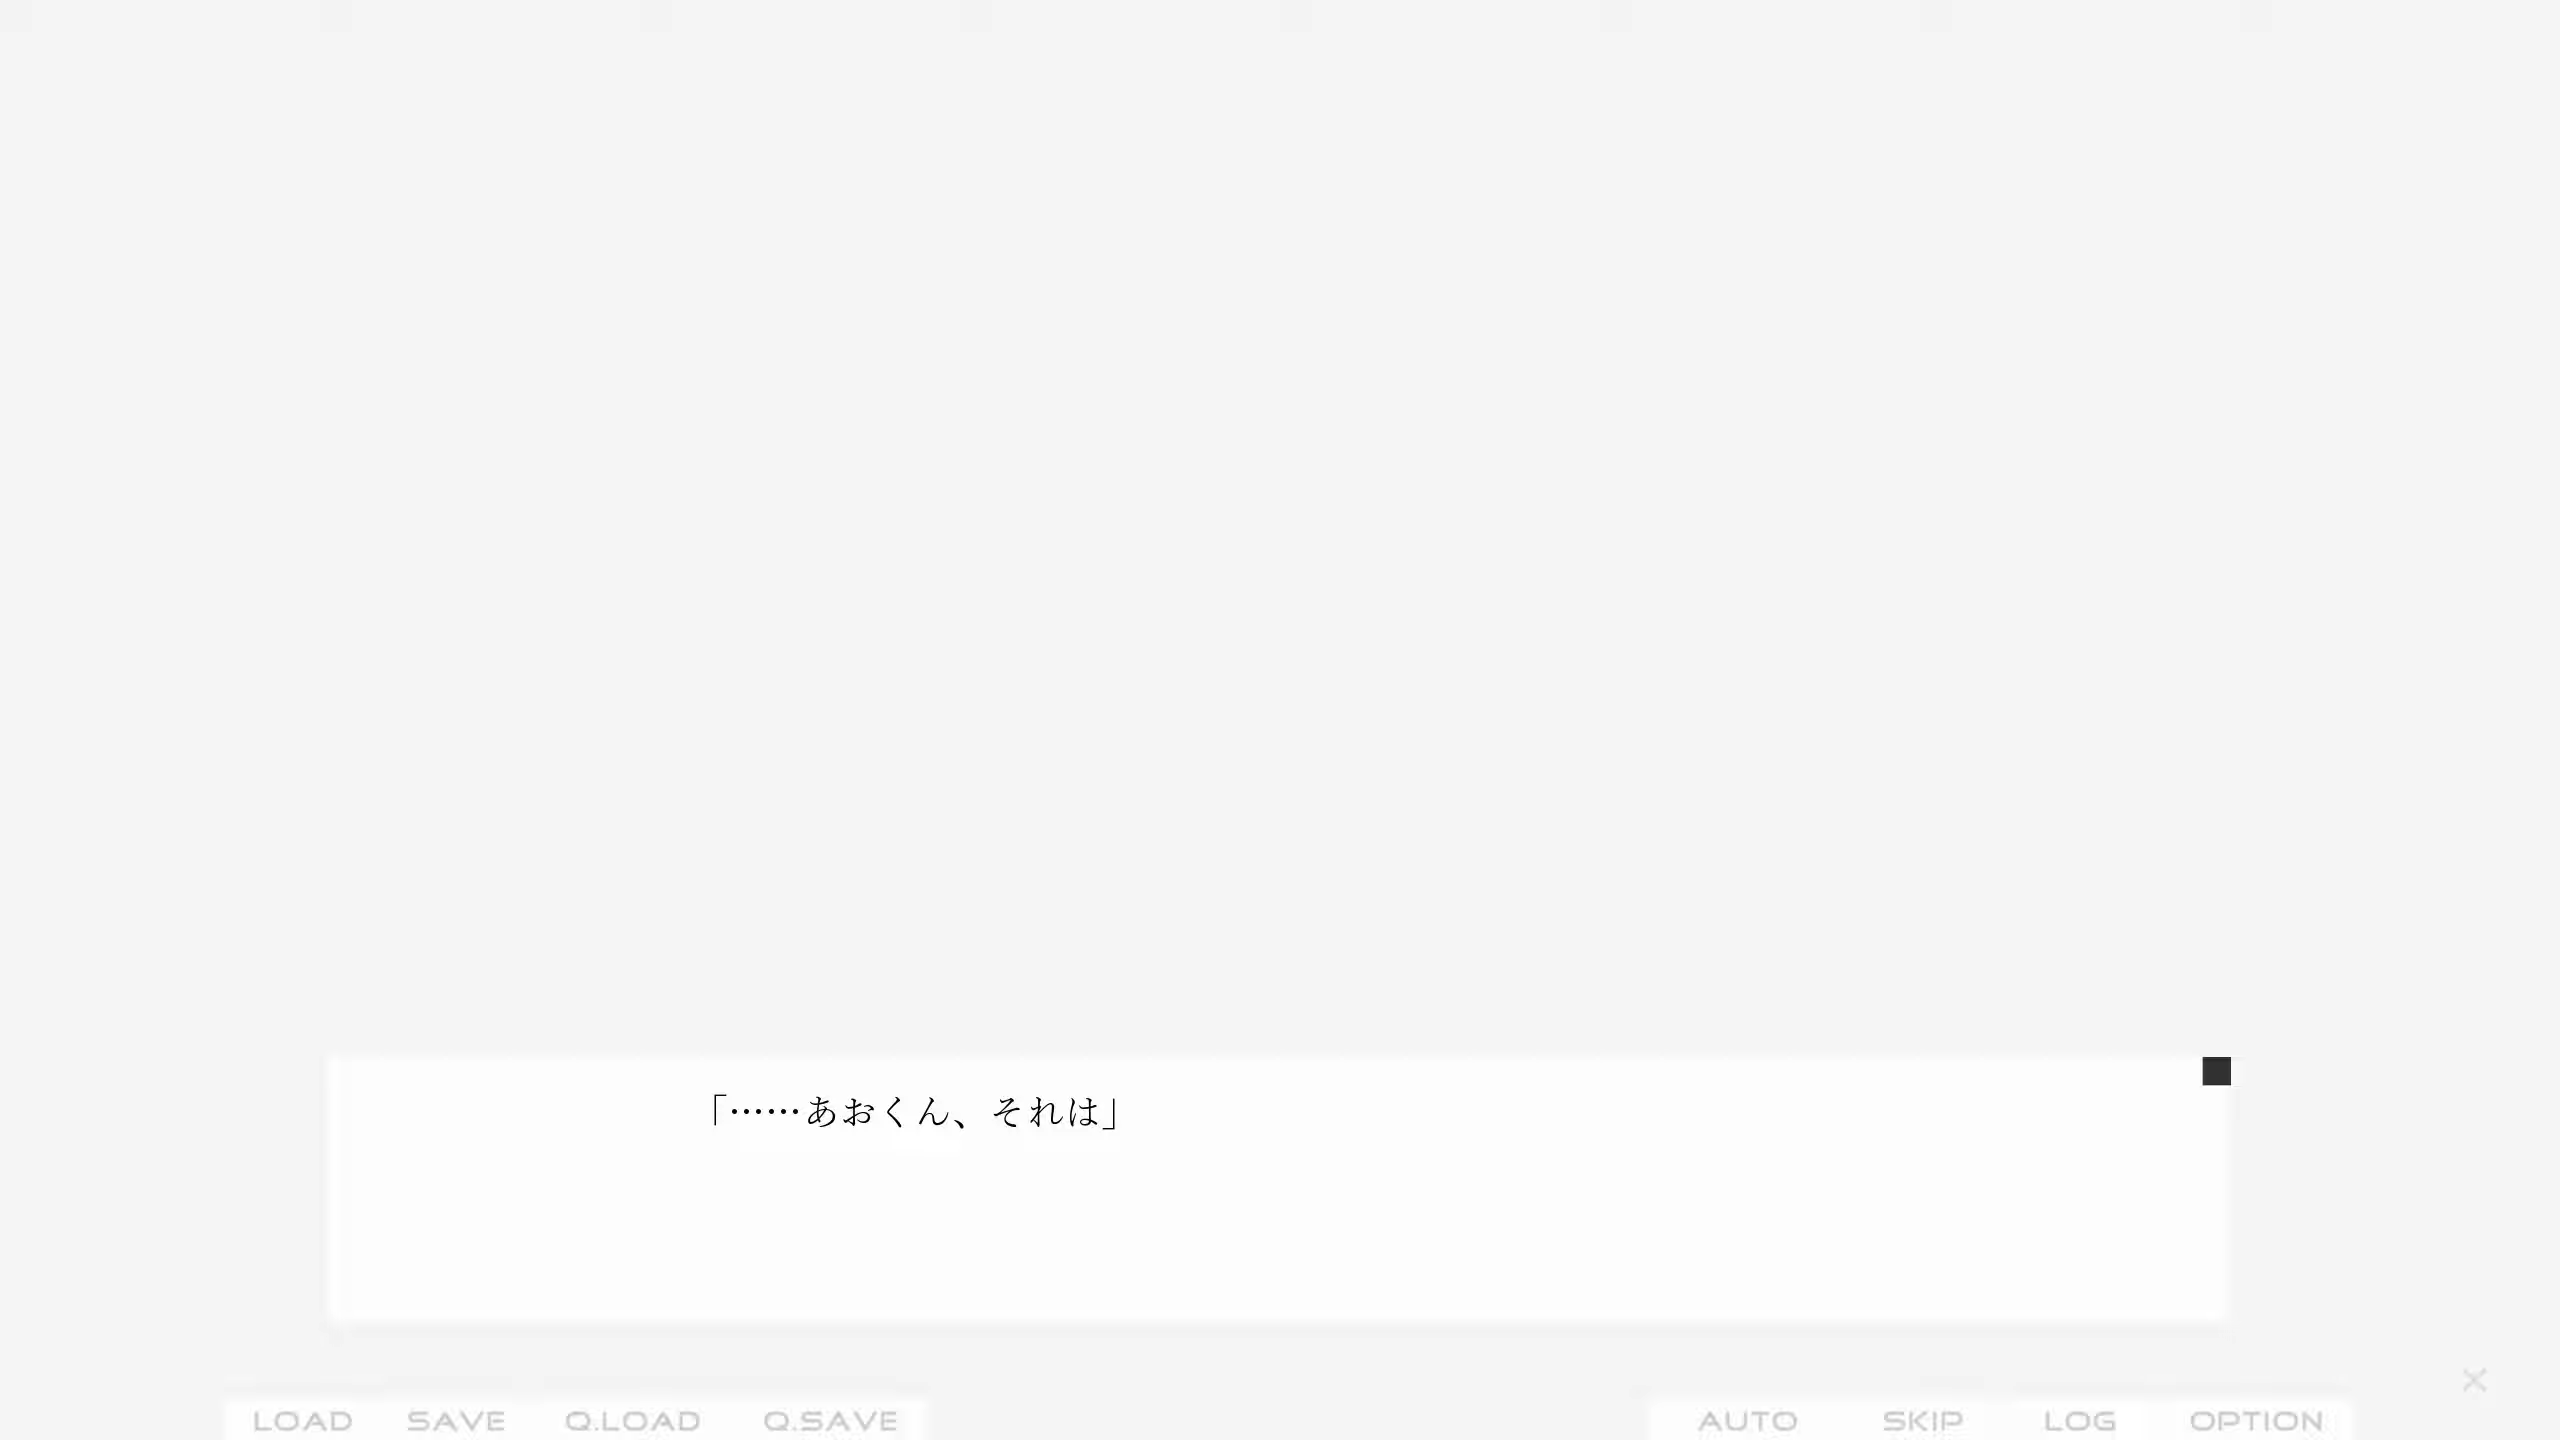 「……あおくん、それは」
LOAD SAVE Q.LOAD Q.SAVE AUTO SKIP LOG OPTION